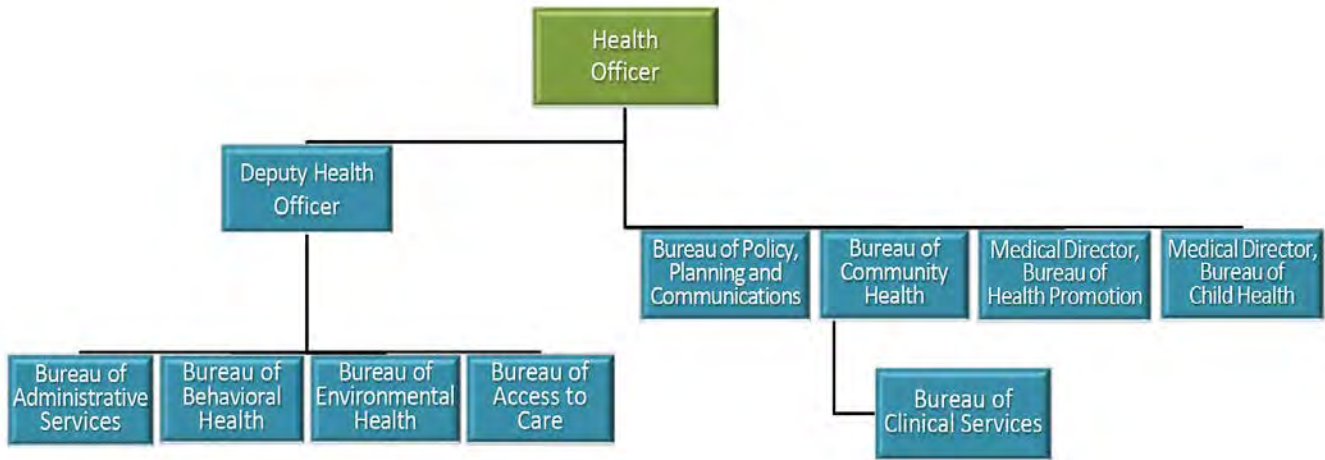 Health
Officer
Deputy Health
Officer
Bureau of Policy,
Planning and
Communications
Bureau of
Community
Health
Medical Director,
Bureau of
Health Promotion
Medical Director,
Bureau of
Child Health
Bureau of
Administrative
Services
Bureau of
Behavioral
Health
Bureau of
Environmental
Health
Bureau of
Access to
Care
Bureau of
Clinical Services